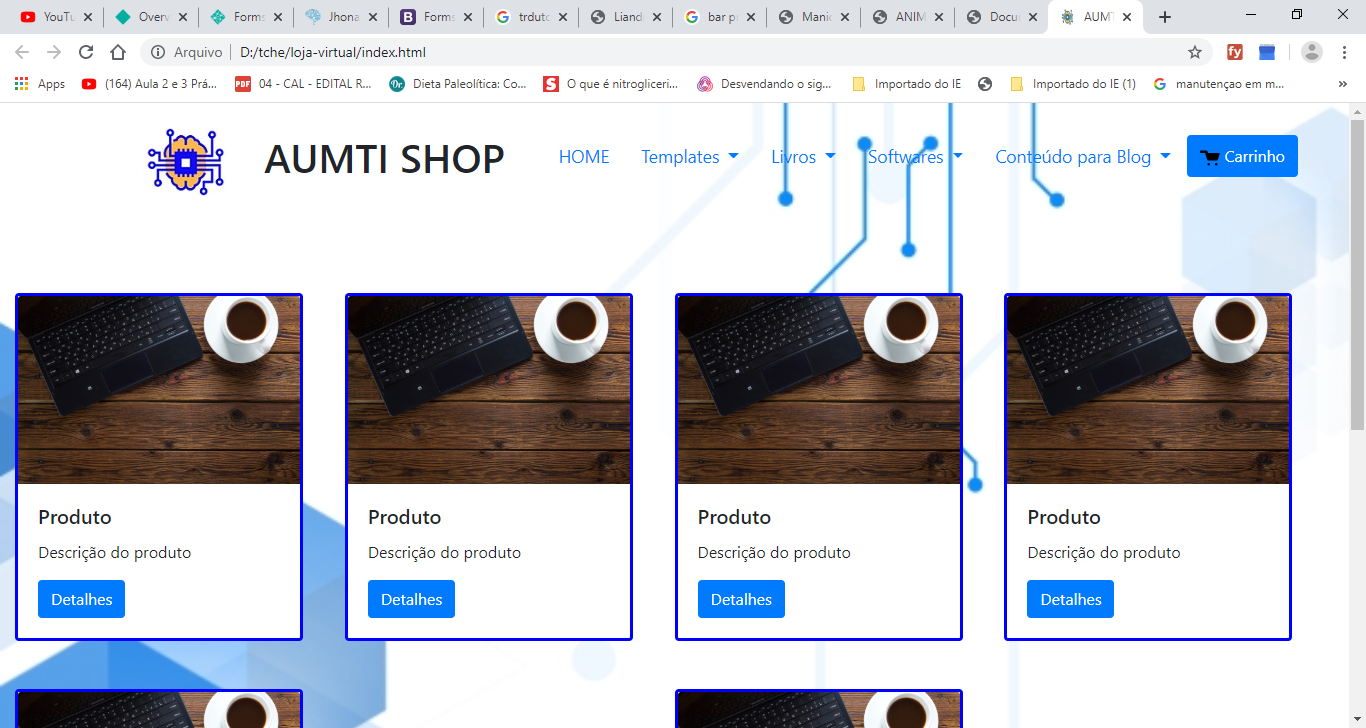 YouTu
Overv
Forms
Jhona
Forms
trduto
Liand
bar pr
Manic
ANIM
Docu
AUMT
Arquivo
D:/tche/loja-virtual/index.html
Apps
(164) Aula 2 e 3 Prá...
04 - CAL - EDITAL R...
Dieta Paleolítica: Co...
O que é nitrogliceri...
Desvendando o sig...
Importado do IE
Importado do IE (1)
manutençao em m...
»
AUMTI SHOP
HOME
Templates
Livros
Softwares
Conteúdo para Blog
Carrinho
Produto
Descrição do produto
Detalhes
Produto
Descrição do produto
Detalhes
Produto
Descrição do produto
Detalhes
Produto
Descrição do produto
Detalhes